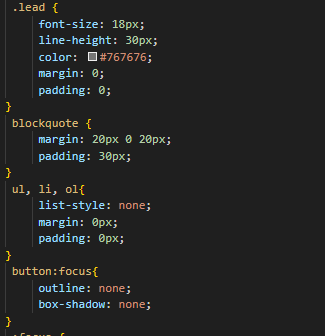 .lead {
font-size: 18px;
line-height: 30px;
color: #767676;
margin: 0;
padding: 0;
}
blockquote {
margin: 20px 0 20px;
padding: 30px;
}
ul, li, ol{
list-style: none;
margin: 0px;
padding: 0px;
}
button:focus{
outline: none;
box-shadow: none;
}